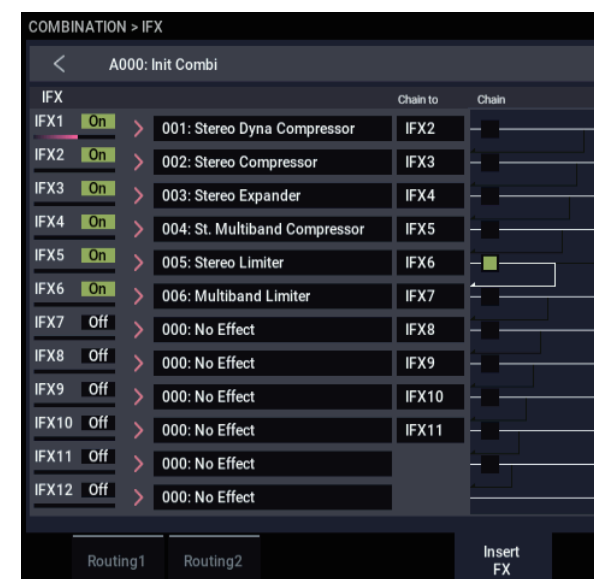 COMBINATION > IFX
< A000: Init Combi
IFX Chain to Chain
IFX1 On > 001: Stereo Dyna Compressor IFX2
IFX2 On > 002: Stereo Compressor IFX3
IFX3 On > 003: Stereo Expander IFX4
IFX4 On > 004: St. Multiband Compressor IFX5
IFX5 On > 005: Stereo Limiter IFX6
IFX6 On > 006: Multiband Limiter IFX7
IFX7 Off > 000: No Effect IFX8
IFX8 Off > 000: No Effect IFX9
IFX9 Off > 000: No Effect IFX10
IFX10 Off > 000: No Effect IFX11
IFX11 Off > 000: No Effect
IFX12 Off > 000: No Effect
Routing1 Routing2 Insert
FX